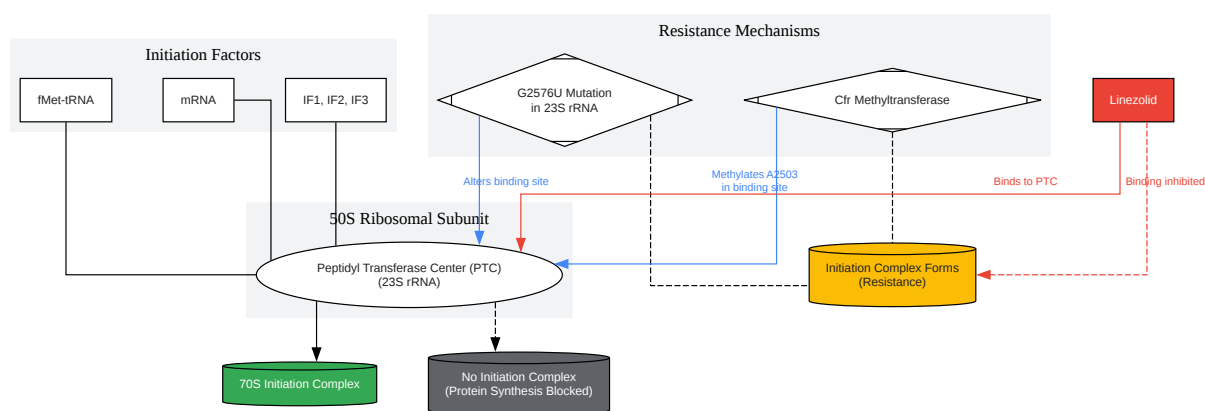 Resistance Mechanisms
Initiation Factors
fMet-tRNA
mRNA
IF1, IF2, IF3
G2576U Mutation
in 23S rRNA
Cfr Methyltransferase
Linezolid
Alters binding site
Methylates A2503
in binding site
Binds to PTC
Binding inhibited
50S Ribosomal Subunit
Peptidyl Transferase Center (PTC)
(23S rRNA)
Initiation Complex Forms
(Resistance)
70S Initiation Complex
No Initiation Complex
(Protein Synthesis Blocked)